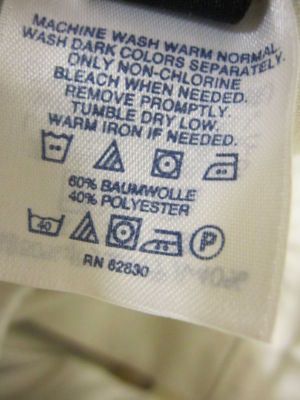 MACHINE WASH WARM NORMAL,
WASH DARK COLORS SEPARATELY.
ONLY NON-CHLORINE
BLEACH WHEN NEEDED.
REMOVE PROMPTLY.
TUMBLE DRY LOW.
WARM IRON IF NEEDED.
60% BAUMWOLLE
40% POLYESTER
40 P
RN 62830